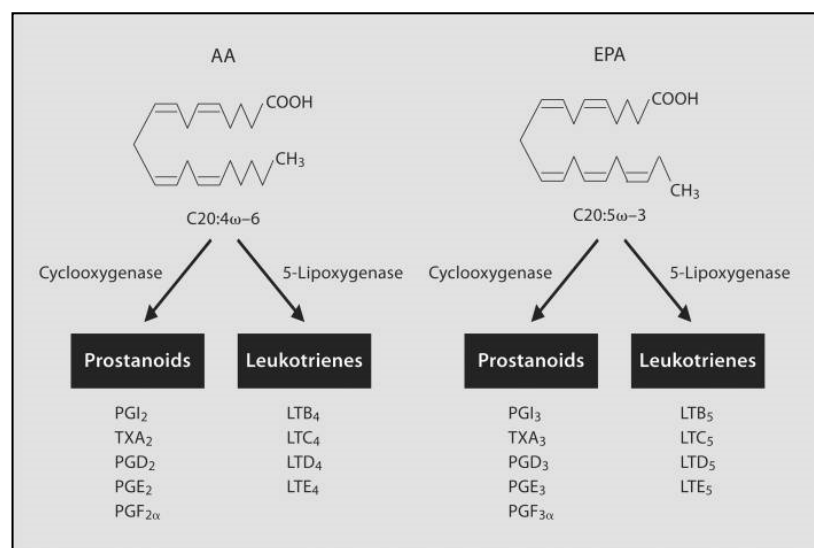 AA
COOH
CH₃
C20:4ω–6
Cyclooxygenase
5-Lipoxygenase
Prostanoids
Leukotrienes
PGI₂
TXA₂
PGD₂
PGE₂
PGF₂α
LTB₄
LTC₄
LTD₄
LTE₄
EPA
COOH
CH₃
C20:5ω–3
Cyclooxygenase
5-Lipoxygenase
Prostanoids
Leukotrienes
PGI₃
TXA₃
PGD₃
PGE₃
PGF₃α
LTB₅
LTC₅
LTD₅
LTE₅